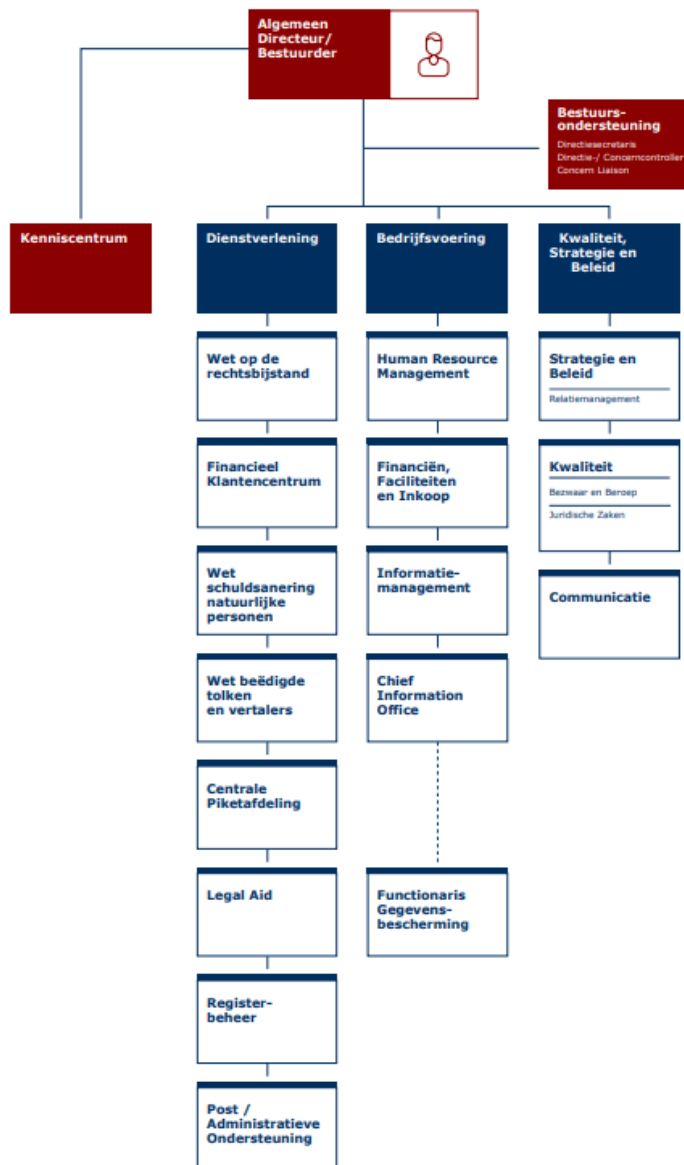 Algemeen
Directeur/
Bestuurder
Bestuurs-
ondersteuning
Directiesecretaris
Directie-/ Concerncontroller
Concern Liaison
Kenniscentrum
Dienstverlening
Bedrijfsvoering
Kwaliteit,
Strategie en
Beleid
Wet op de
rechtsbijstand
Financieel
Klantencentrum
Wet
schuldsanering
natuurlijke
personen
Wet beëdigde
tolken
en vertalers
Centrale
Piketafdeling
Legal Aid
Register-
beheer
Post /
Administratieve
Ondersteuning
Human Resource
Management
Financiën,
Faciliteiten
en Inkoop
Informatie-
management
Chief
Information
Office
Functionaris
Gegevens-
bescherming
Strategie en
Beleid
Relatiemanagement
Kwaliteit
Bezwaar en Beroep
Juridische Zaken
Communicatie